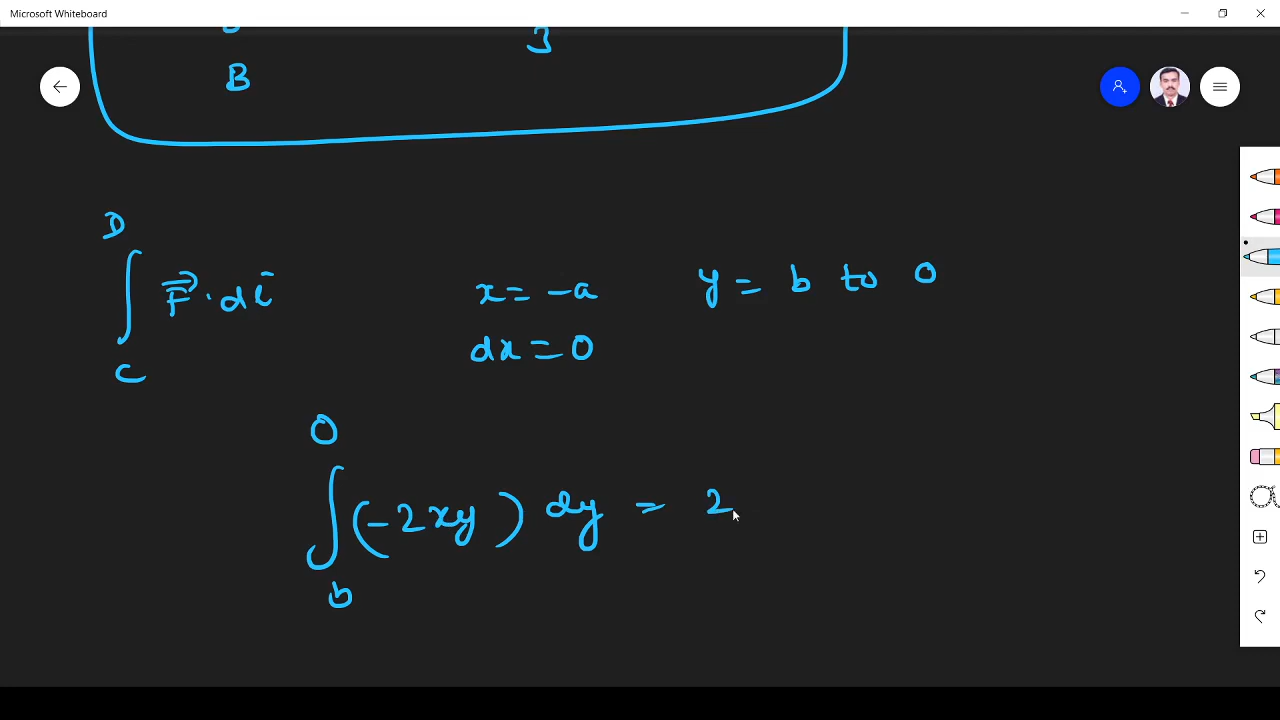 Microsoft Whiteboard
3
B
D
∫ F⃗ · dl̄ x = -a y = b to 0
C dx = 0
0
∫ (-2xy) dy = 2
b